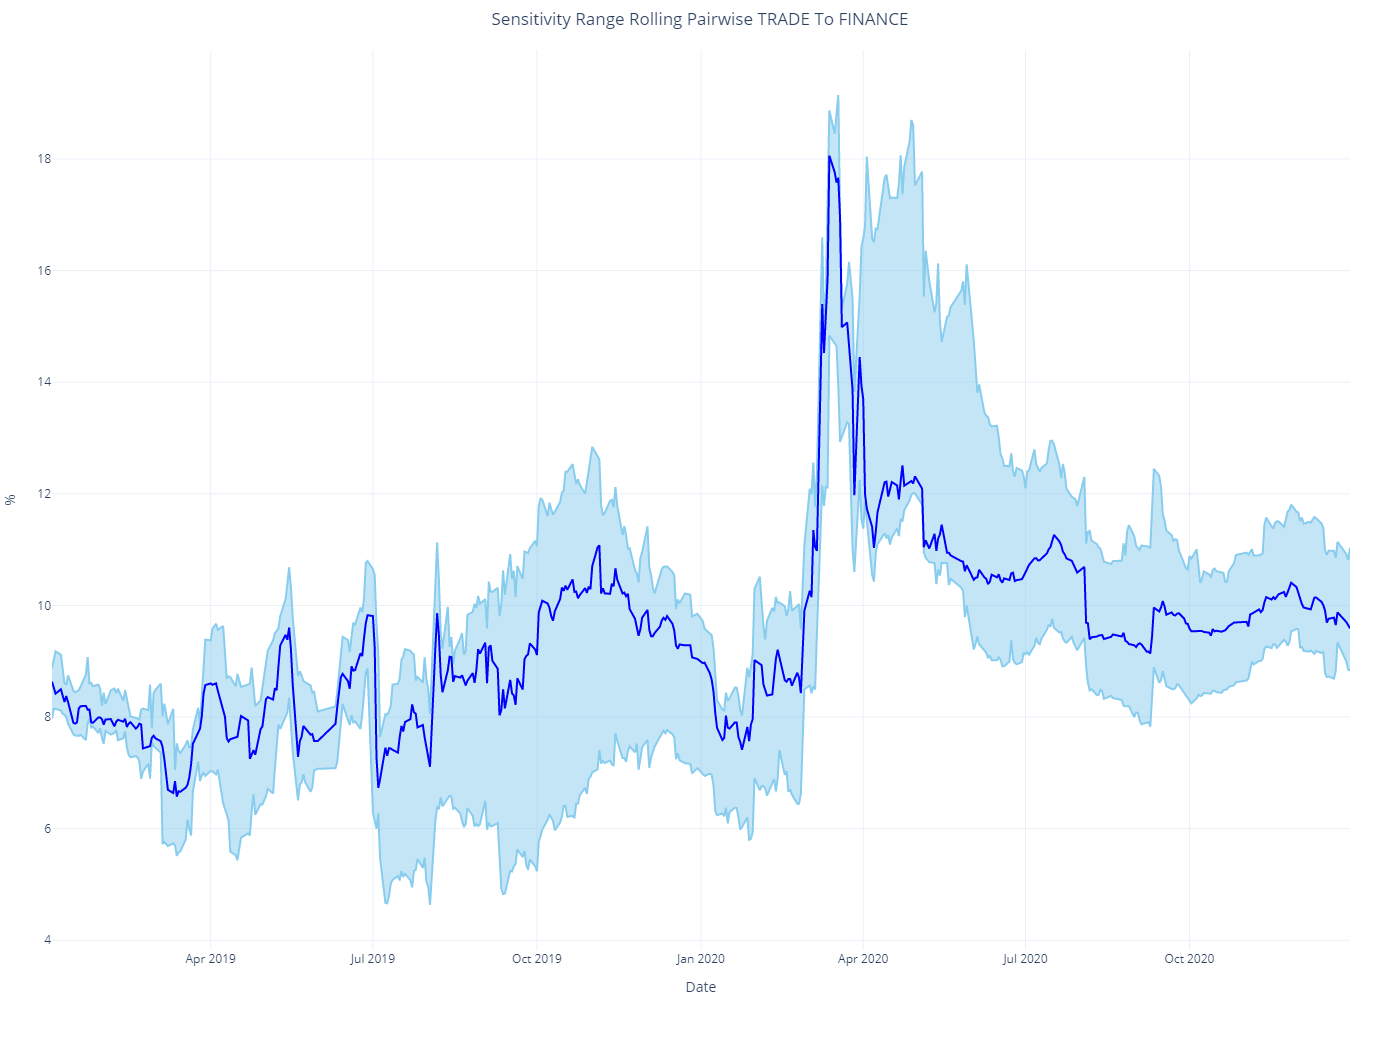 Sensitivity Range Rolling Pairwise TRADE To FINANCE
18
16
14
12
10
8
6
4
%
Apr 2019
Jul 2019
Oct 2019
Jan 2020
Apr 2020
Jul 2020
Oct 2020
Date